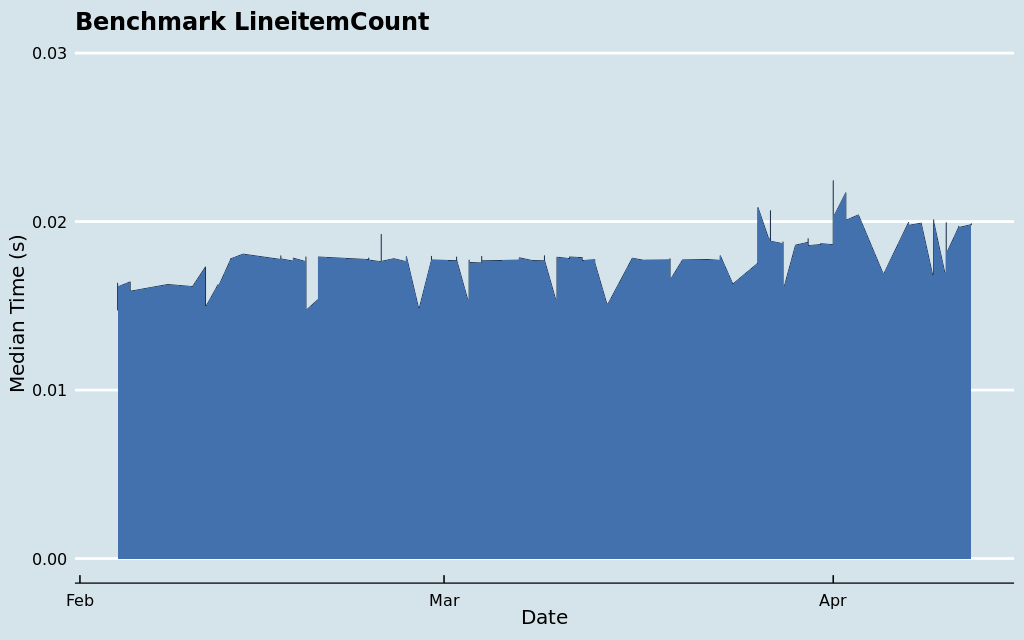 Benchmark LineitemCount
0.03
0.02
0.01
0.00
Median Time (s)
Feb
Mar
Apr
Date